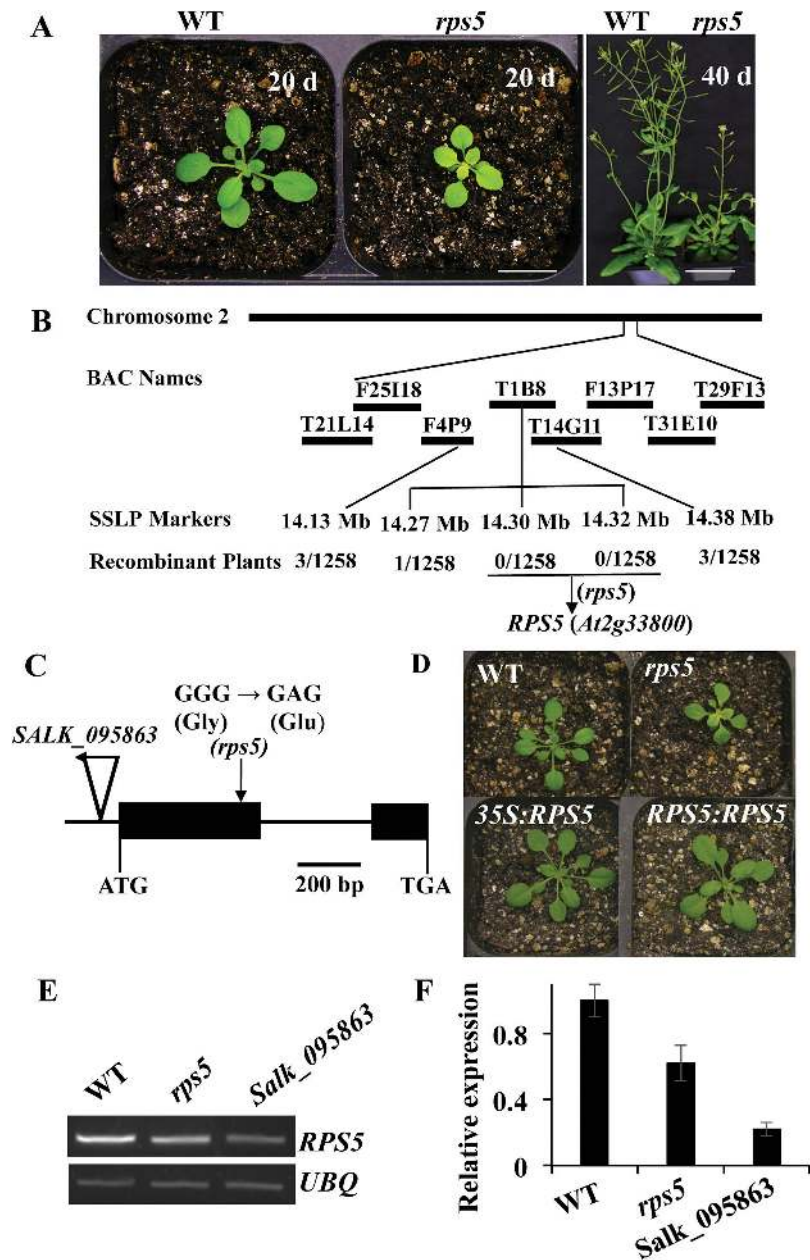 A
WT
rps5
WT rps5
20 d
20 d
40 d
B
Chromosome 2
BAC Names
F25I18
T1B8
F13P17
T29F13
T21L14
F4P9
T14G11
T31E10
SSLP Markers
14.13 Mb 14.27 Mb 14.30 Mb 14.32 Mb 14.38 Mb
Recombinant Plants 3/1258 1/1258 0/1258 0/1258 3/1258
(rps5)
RPS5 (At2g33800)
C
GGG → GAG
(Gly) (Glu)
(rps5)
SALK_095863
ATG
200 bp
TGA
D
WT
rps5
35S:RPS5
RPS5:RPS5
E
WT
rps5
Salk_095863
RPS5
UBQ
F
Relative expression
0.8
0.4
0
WT
rps5
Salk_095863